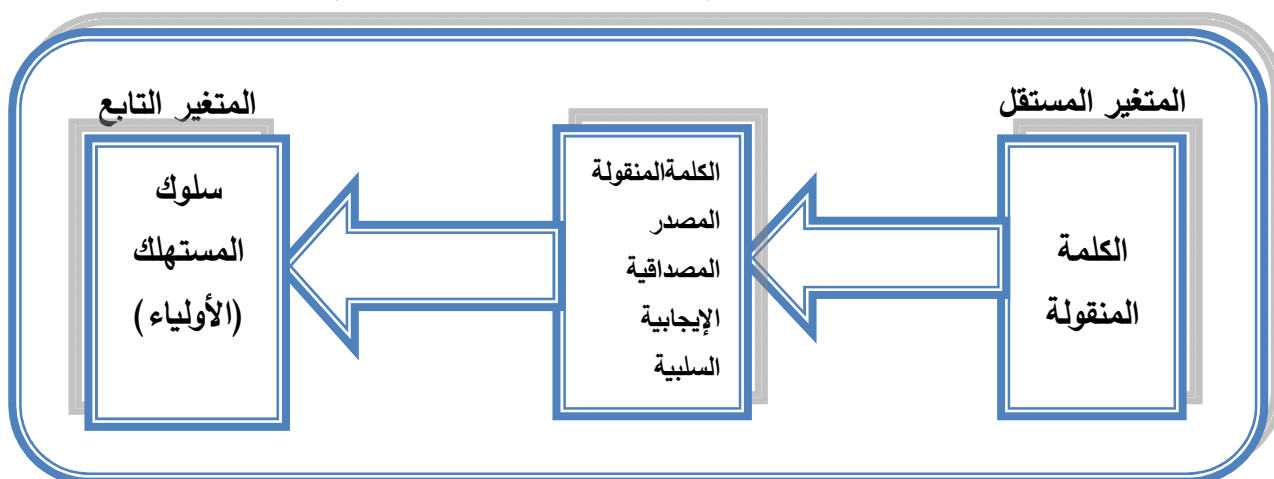 المتغير المستقل
الكلمة
المنقولة
الكلمةالمنقولة
المصدر
المصداقية
الإيجابية
السلبية
المتغير التابع
سلوك
المستهلك
(الأولياء)